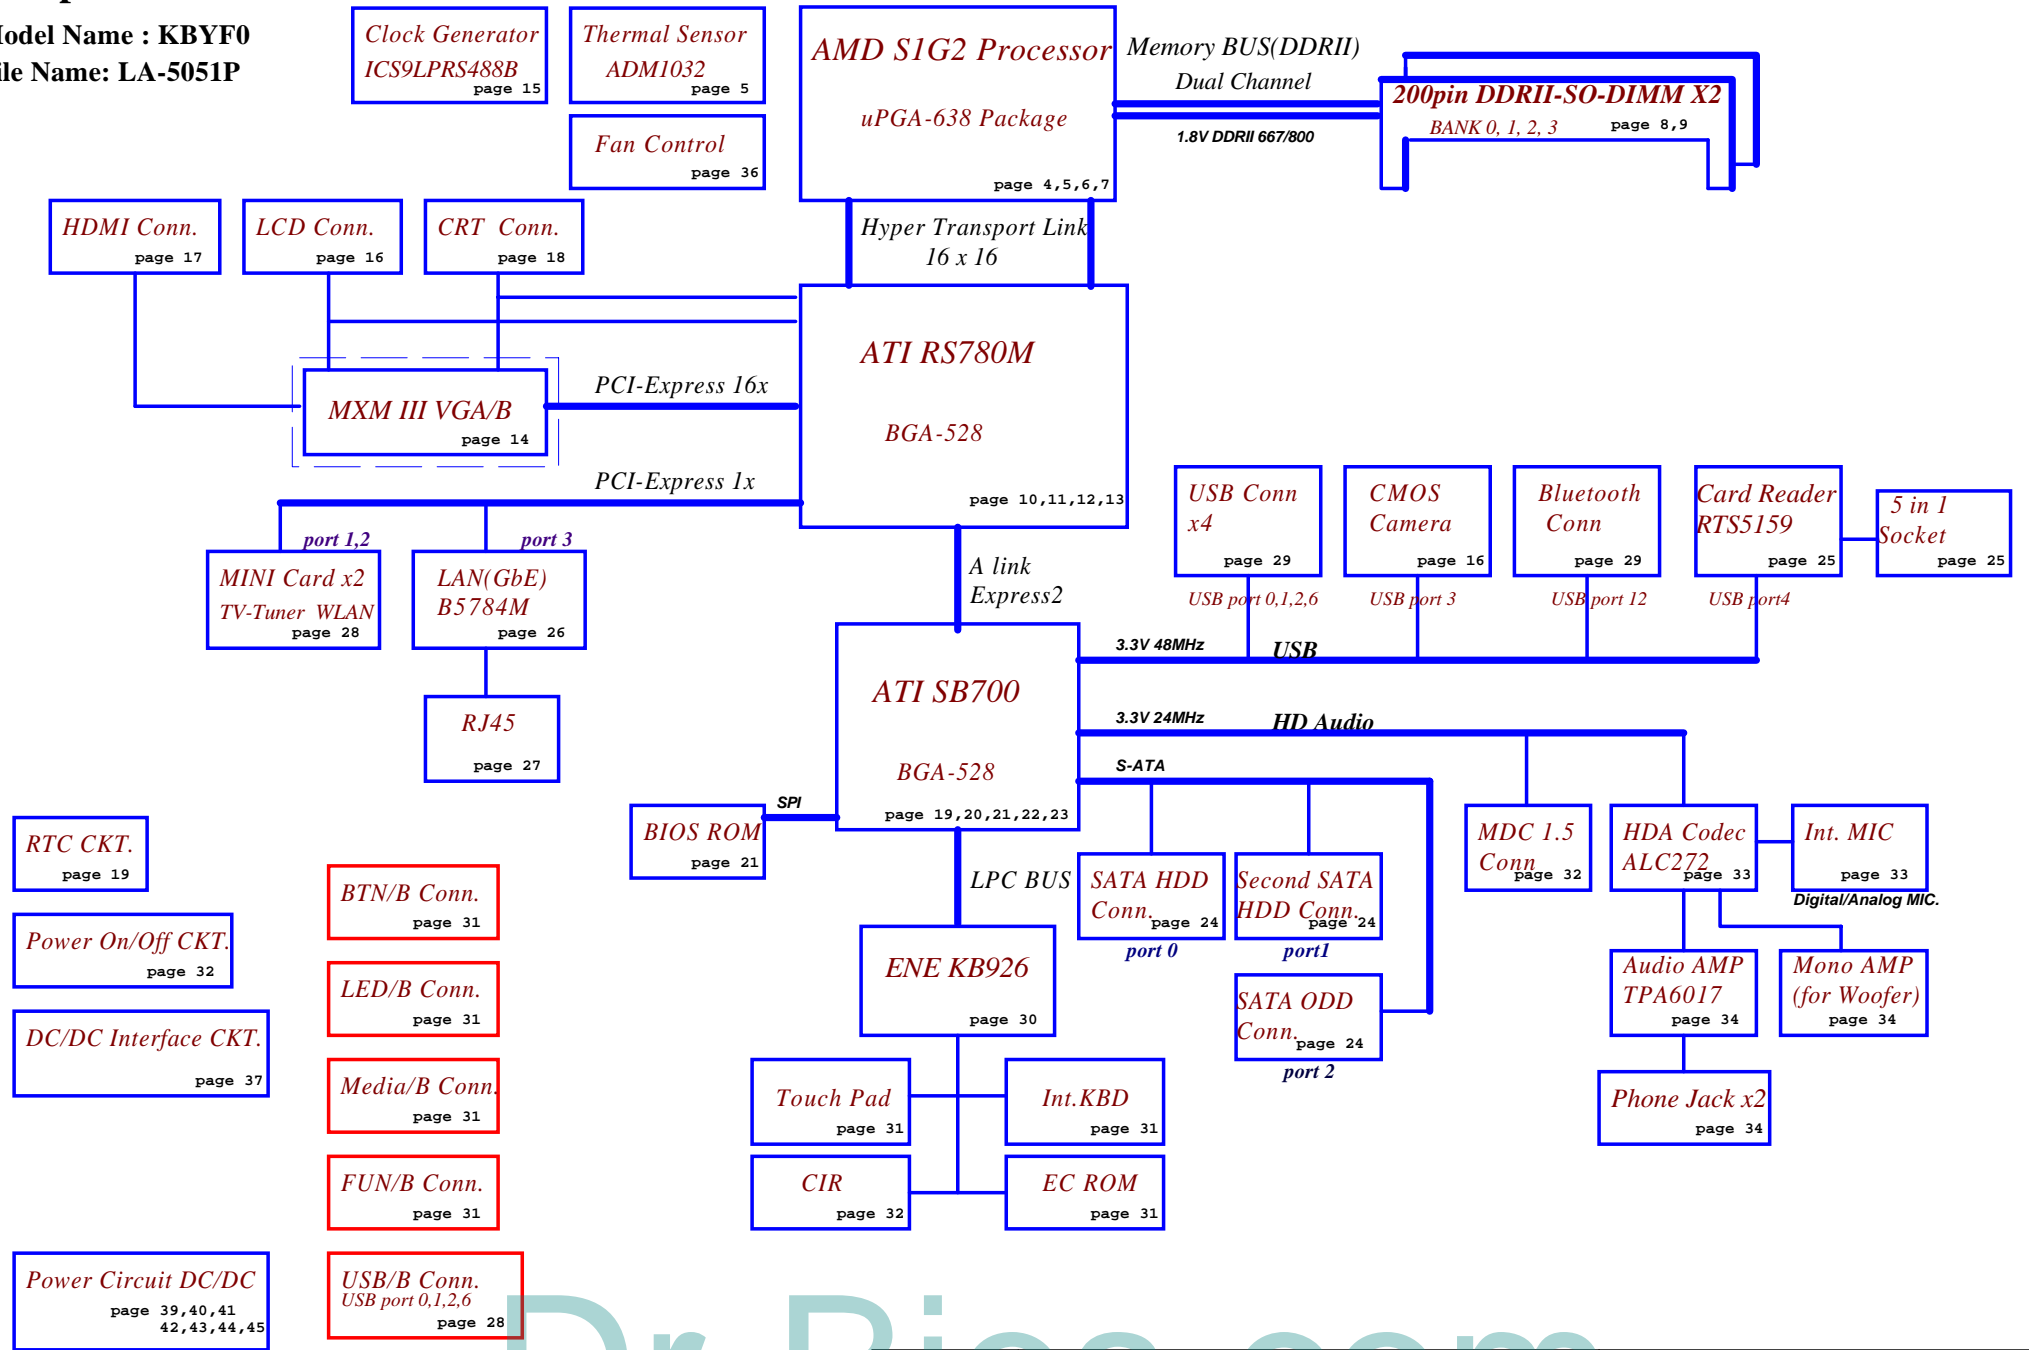 Model Name : KBYF0
File Name: LA-5051P
Clock Generator
ICS9LPRS488B
page 15
Thermal Sensor
ADM1032
page 5
Fan Control
page 36
AMD S1G2 Processor
uPGA-638 Package
page 4,5,6,7
Memory BUS(DDRII)
Dual Channel
1.8V DDRII 667/800
200pin DDRII-SO-DIMM X2
BANK 0, 1, 2, 3
page 8,9
HDMI Conn.
page 17
LCD Conn.
page 16
CRT Conn.
page 18
Hyper Transport Link
16 x 16
ATI RS780M
BGA-528
page 10,11,12,13
MXM III VGA/B
page 14
PCI-Express 16x
PCI-Express 1x
port 1,2
MINI Card x2
TV-Tuner WLAN
page 28
port 3
LAN(GbE)
B5784M
page 26
RJ45
page 27
A link
Express2
USB Conn
x4
page 29
USB port 0,1,2,6
CMOS
Camera
page 16
USB port 3
Bluetooth
Conn
page 29
USB port 12
Card Reader
RTS5159
page 25
USB port4
5 in 1
Socket
page 25
ATI SB700
BGA-528
page 19,20,21,22,23
3.3V 48MHz
USB
3.3V 24MHz
HD Audio
S-ATA
SPI
BIOS ROM
page 21
LPC BUS
SATA HDD
Conn.
page 24
port 0
Second SATA
HDD Conn.
page 24
port1
SATA ODD
Conn.
page 24
port 2
MDC 1.5
Conn
page 32
HDA Codec
ALC272
page 33
Int. MIC
page 33
Digital/Analog MIC.
Audio AMP
TPA6017
page 34
Mono AMP
(for Woofer)
page 34
Phone Jack x2
page 34
ENE KB926
page 30
Touch Pad
page 31
Int.KBD
page 31
CIR
page 32
EC ROM
page 31
RTC CKT.
page 19
Power On/Off CKT.
page 32
DC/DC Interface CKT.
page 37
Power Circuit DC/DC
page 39,40,41
42,43,44,45
BTN/B Conn.
page 31
LED/B Conn.
page 31
Media/B Conn.
page 31
FUN/B Conn.
page 31
USB/B Conn.
USB port 0,1,2,6
page 28
Dr-Bios.com